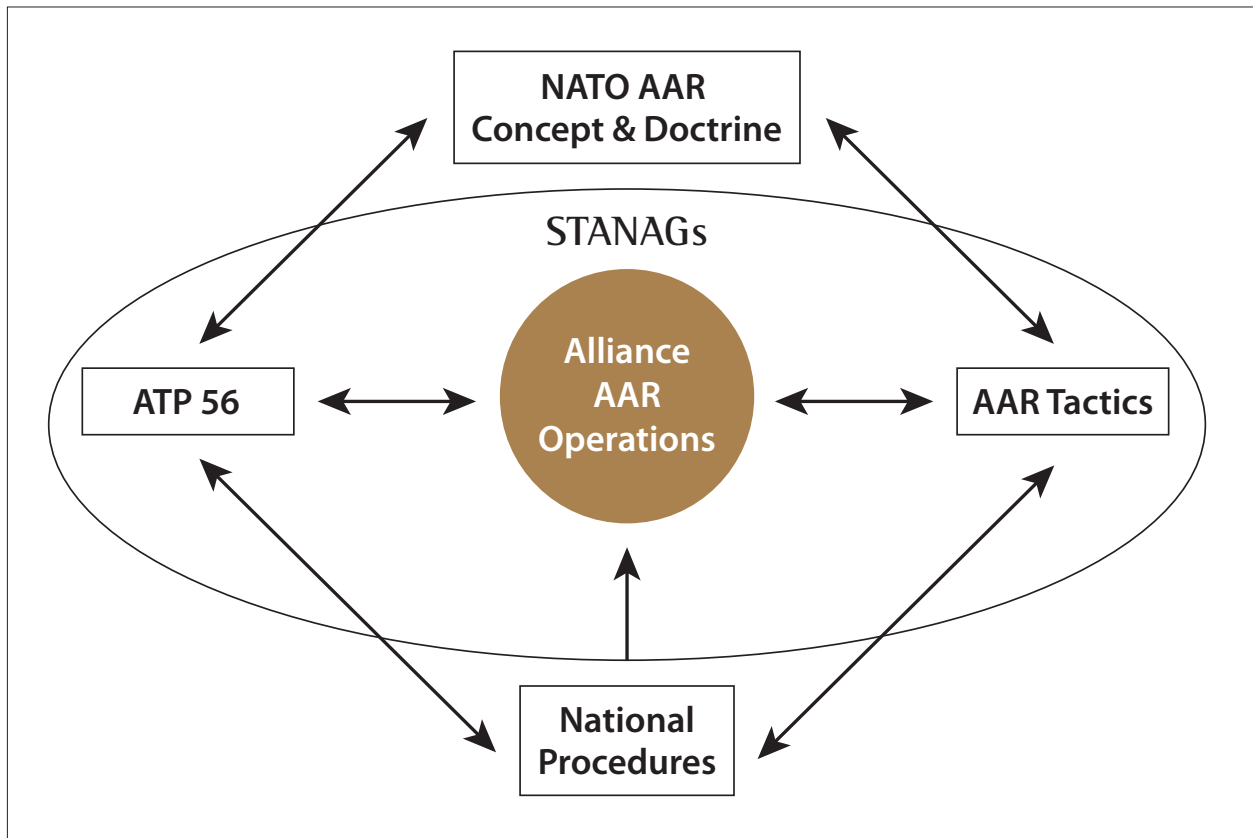 NATO AAR
Concept & Doctrine
STANAGs
Alliance
AAR
Operations
ATP 56
AAR Tactics
National
Procedures